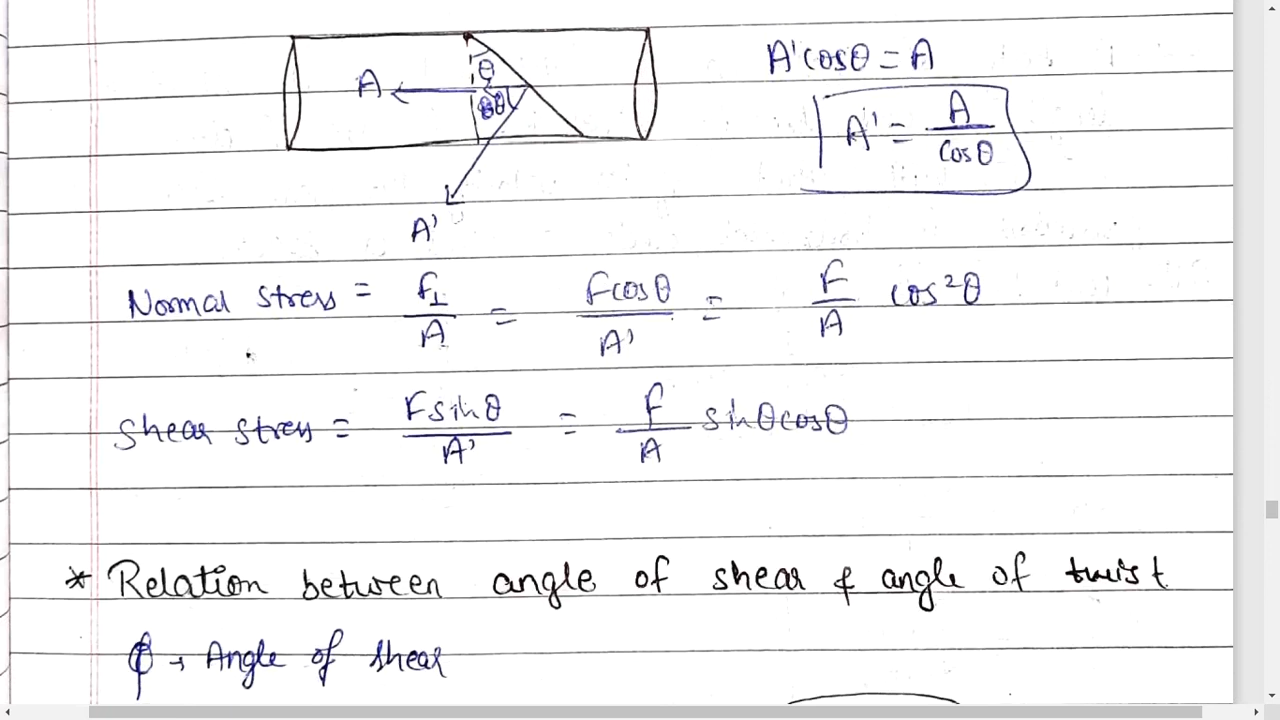 A θ θ A'
A'cosθ = A
A' = A / cosθ
Normal stress = f⊥ / A = Fcosθ / A' = F / A cos²θ
Shear stress = Fsinθ / A' = f / A sinθcosθ
* Relation between angle of shear & angle of twist
ϕ → Angle of shear